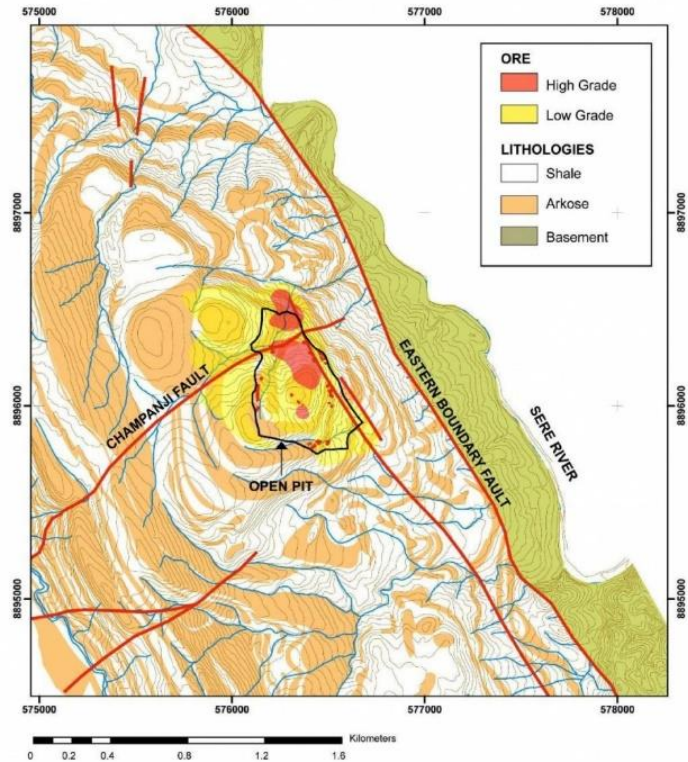 575000 576000 577000 578000
ORE
High Grade
Low Grade
LITHOLOGIES
Shale
Arkose
Basement
8897000 8897000
CHAMPANJI FAULT
EASTERN BOUNDARY FAULT
SERE RIVER
8896000 8896000
OPEN PIT
8895000 8895000
575000 576000 577000 578000
Kilometers
0 0.2 0.4 0.8 1.2 1.6